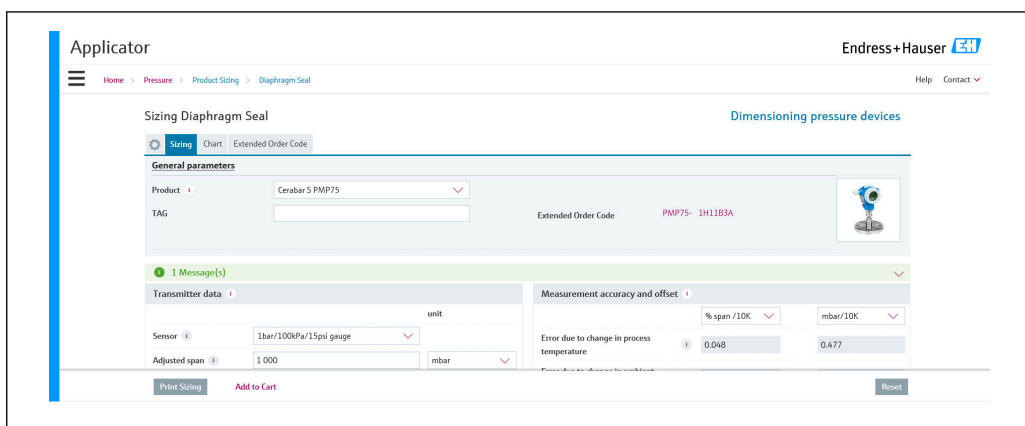 Applicator
Endress+Hauser EH
Home > Pressure > Product Sizing > Diaphragm Seal
Help Contact
Sizing Diaphragm Seal
Dimensioning pressure devices
Sizing Chart Extended Order Code
General parameters
Product i Cerabar S PMP75
TAG
Extended Order Code PMP75- 1H11B3A
1 Message(s)
Transmitter data i
Measurement accuracy and offset i
unit
% span /10K mbar/10K
Sensor i 1bar/100kPa/15psi gauge
Error due to change in process temperature i 0.048 0.477
Adjusted span i 1 000 mbar
Print Sizing Add to Cart Reset